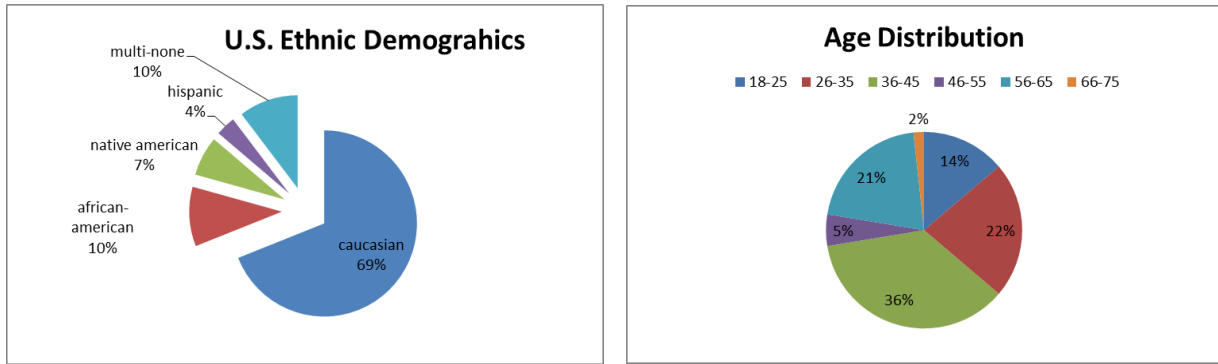 U.S. Ethnic Demograhics
multi-none
10%
hispanic
4%
native american
7%
african-
american
10%
caucasian
69%
Age Distribution
18-25 26-35 36-45 46-55 56-65 66-75
2%
14%
21%
22%
5%
36%